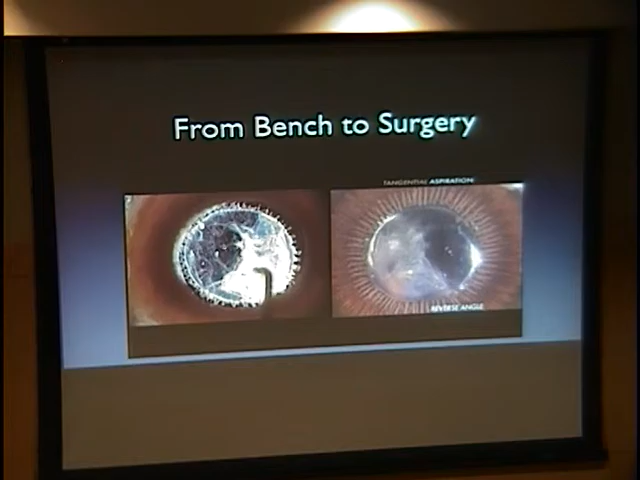 From Bench to Surgery
TANGENTIAL ASPIRATION
REVERSE ANGLE